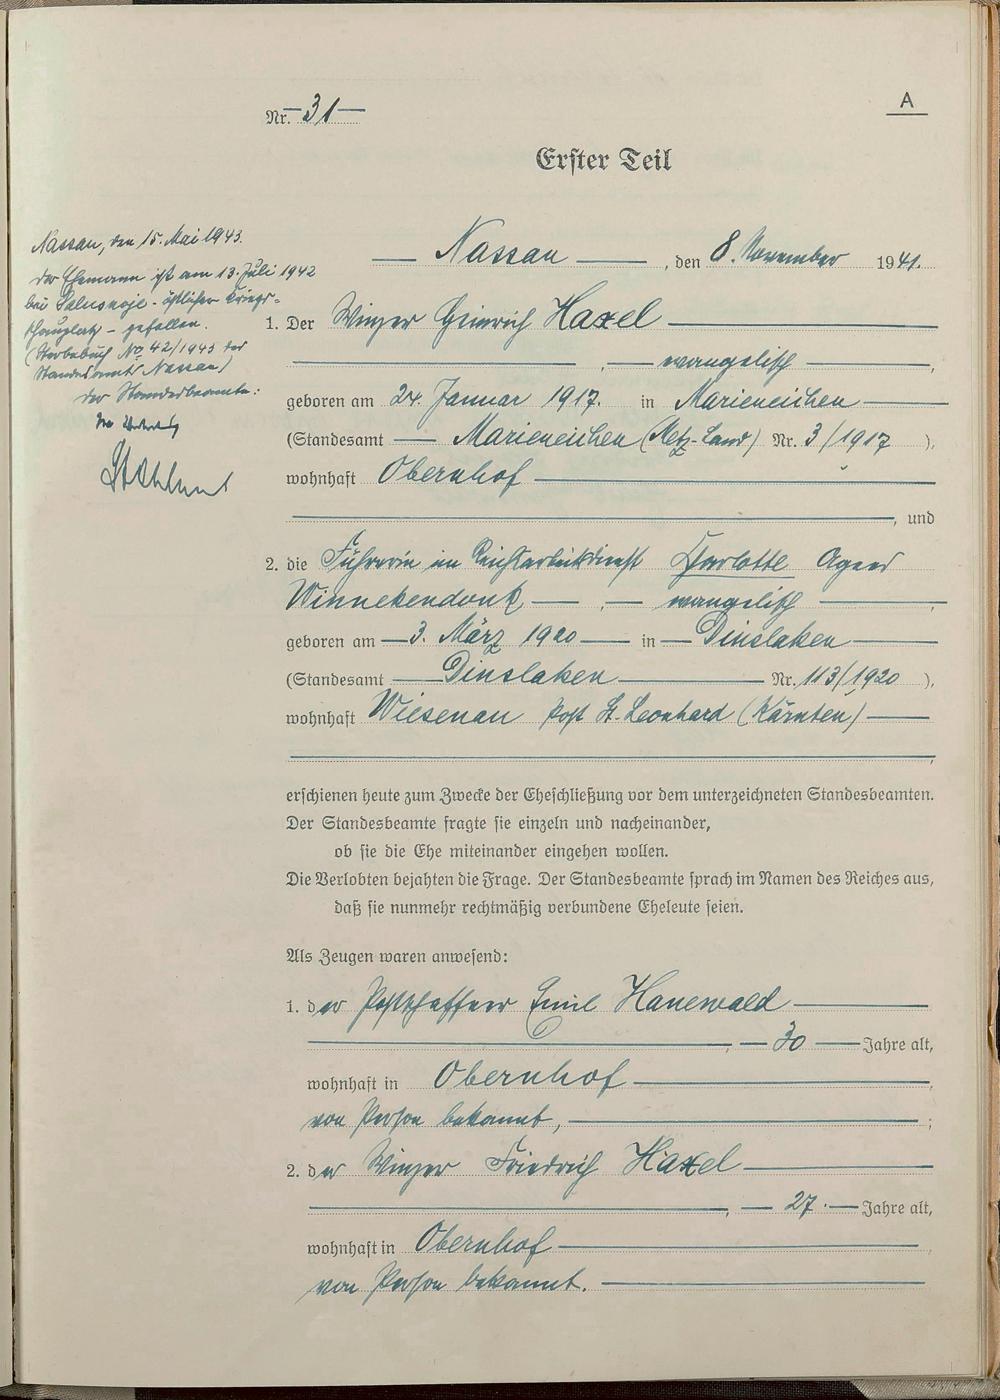 A
Nr. 31
Erster Teil
Nassau, den 15. Mai 1943.
Der Ehemann ist am 13. Juli 1942
bei - östlicher Kriegs-
schauplatz - gefallen.
(Sterbebuch No 42/1943 des
Standesamts Nassau)
Der Standesbeamte:
Nassau, den 8. November 1941.
1. Der Winzer Heinrich Haxel
, evangelisch,
geboren am 24. Januar 1917. in Marieneichen
(Standesamt Marieneichen (Metz-Land) Nr. 3/1917),
wohnhaft Obernhof
, und
2. die Führerin im Reichsarbeitsdienst Charlotte Agnes
Winnekendonk, evangelisch,
geboren am 3. März 1920 in Dinslaken
(Standesamt Dinslaken Nr. 113/1920),
wohnhaft Wiesenau Post St. Leonhard (Kärnten)
,
erschienen heute zum Zwecke der Eheschließung vor dem unterzeichneten Standesbeamten.
Der Standesbeamte fragte sie einzeln und nacheinander,
ob sie die Ehe miteinander eingehen wollen.
Die Verlobten bejahten die Frage. Der Standesbeamte sprach im Namen des Reiches aus,
daß sie nunmehr rechtmäßig verbundene Eheleute seien.
Als Zeugen waren anwesend:
1. der Postschaffner Emil Hanewald
, 30 Jahre alt,
wohnhaft in Obernhof,
von Person bekannt, ;
2. der Winzer Friedrich Haxel
, 27 Jahre alt,
wohnhaft in Obernhof,
von Person bekannt.